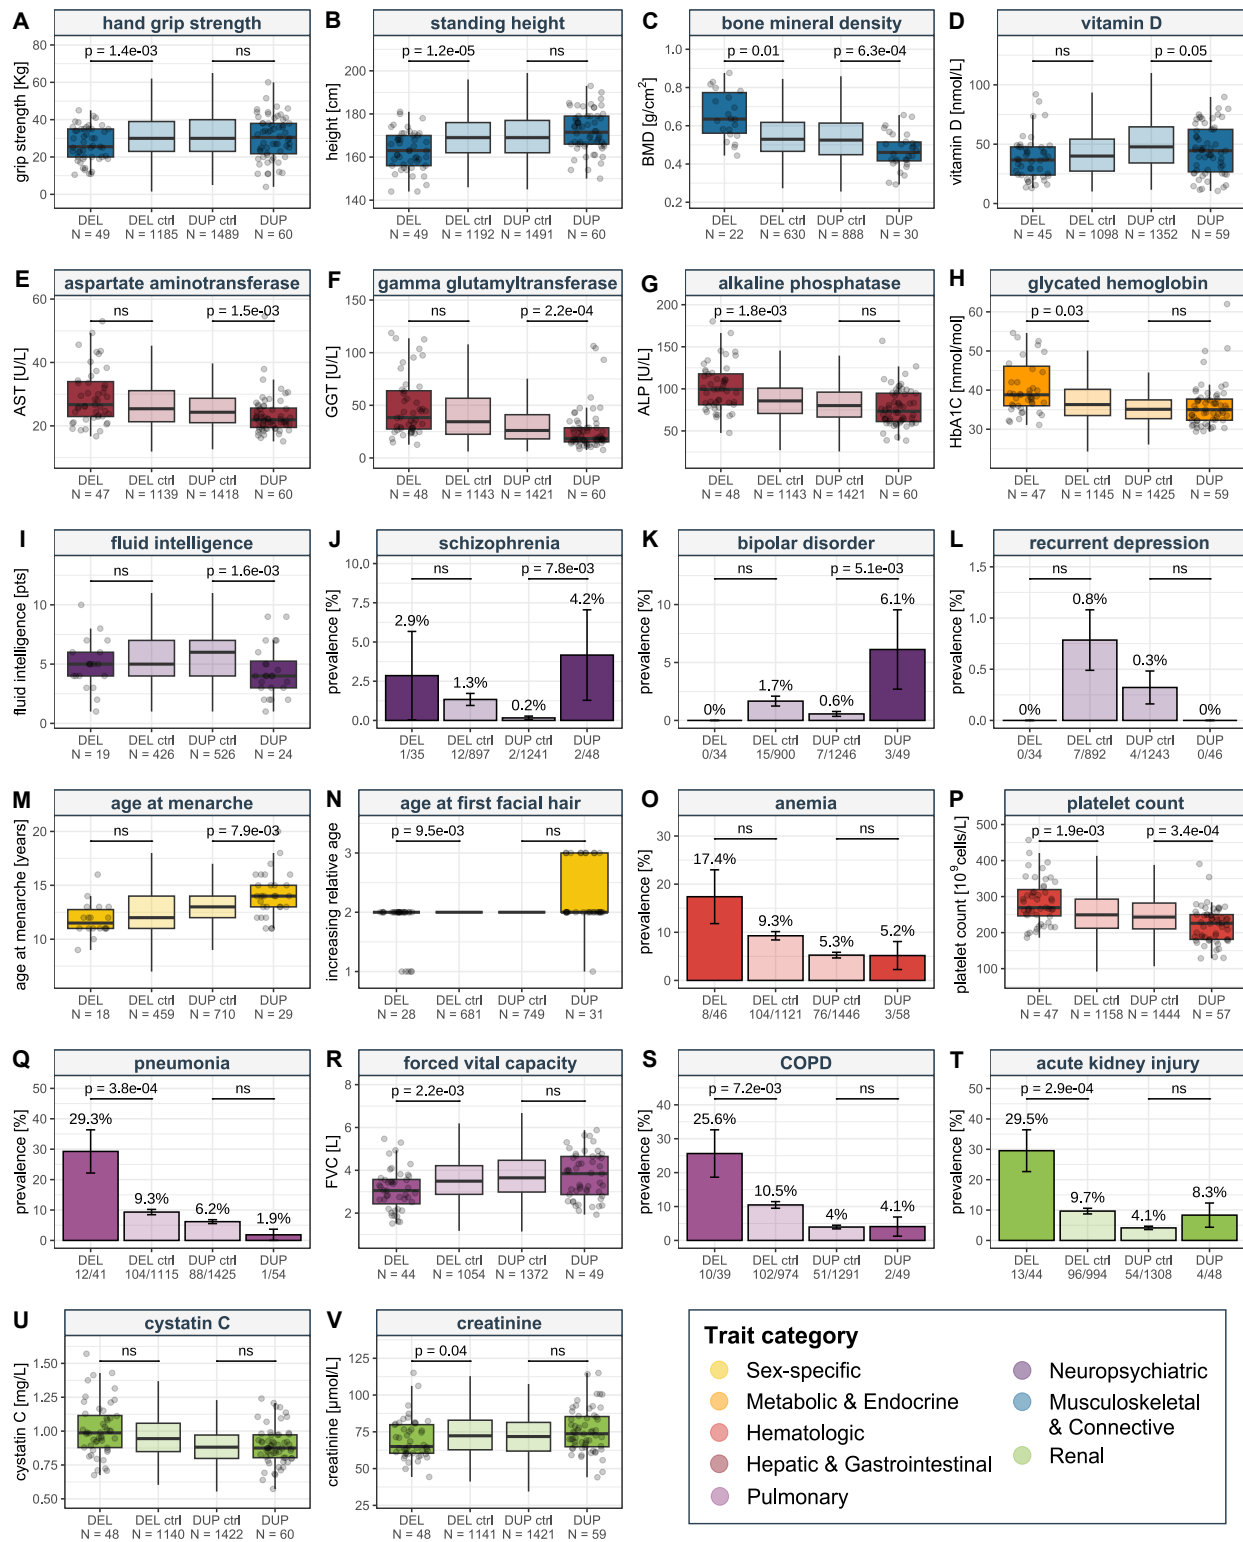 A hand grip strength
p = 1.4e-03
ns
grip strength [Kg]
80
60
40
20
0
DEL
N = 49
DEL ctrl
N = 1185
DUP ctrl
N = 1489
DUP
N = 60
B standing height
p = 1.2e-05
ns
height [cm]
200
180
160
140
DEL
N = 49
DEL ctrl
N = 1192
DUP ctrl
N = 1491
DUP
N = 60
C bone mineral density
p = 0.01
p = 6.3e-04
BMD [g/cm²]
1.0
0.8
0.6
0.4
0.2
DEL
N = 22
DEL ctrl
N = 630
DUP ctrl
N = 888
DUP
N = 30
D vitamin D
ns
p = 0.05
vitamin D [nmol/L]
100
50
0
DEL
N = 45
DEL ctrl
N = 1098
DUP ctrl
N = 1352
DUP
N = 59
E aspartate aminotransferase
ns
p = 1.5e-03
AST [U/L]
60
40
20
DEL
N = 47
DEL ctrl
N = 1139
DUP ctrl
N = 1418
DUP
N = 60
F gamma glutamyltransferase
ns
p = 2.2e-04
GGT [U/L]
150
100
50
0
DEL
N = 48
DEL ctrl
N = 1143
DUP ctrl
N = 1421
DUP
N = 60
G alkaline phosphatase
p = 1.8e-03
ns
ALP [U/L]
200
150
100
50
DEL
N = 48
DEL ctrl
N = 1143
DUP ctrl
N = 1421
DUP
N = 60
H glycated hemoglobin
p = 0.03
ns
HbA1C [mmol/mol]
60
50
40
30
DEL
N = 47
DEL ctrl
N = 1145
DUP ctrl
N = 1425
DUP
N = 59
I fluid intelligence
ns
p = 1.6e-03
fluid intelligence [pts]
10
5
0
DEL
N = 19
DEL ctrl
N = 426
DUP ctrl
N = 526
DUP
N = 24
J schizophrenia
ns
p = 7.8e-03
prevalence [%]
10.0
7.5
5.0
2.5
0.0
2.9%
1.3%
0.2%
4.2%
DEL
1/35
DEL ctrl
12/897
DUP ctrl
2/1241
DUP
2/48
K bipolar disorder
ns
p = 5.1e-03
prevalence [%]
10
5
0
0%
1.7%
0.6%
6.1%
DEL
0/34
DEL ctrl
15/900
DUP ctrl
7/1246
DUP
3/49
L recurrent depression
ns
ns
prevalence [%]
1.5
1.0
0.5
0.0
0%
0.8%
0.3%
0%
DEL
0/34
DEL ctrl
7/892
DUP ctrl
4/1243
DUP
0/46
M age at menarche
ns
p = 7.9e-03
age at menarche [years]
20
15
10
DEL
N = 18
DEL ctrl
N = 459
DUP ctrl
N = 710
DUP
N = 29
N age at first facial hair
p = 9.5e-03
ns
increasing relative age
3
2
1
DEL
N = 28
DEL ctrl
N = 681
DUP ctrl
N = 749
DUP
N = 31
O anemia
ns
ns
prevalence [%]
30
20
10
0
17.4%
9.3%
5.3%
5.2%
DEL
8/46
DEL ctrl
104/1121
DUP ctrl
76/1446
DUP
3/58
P platelet count
p = 1.9e-03
p = 3.4e-04
platelet count [10⁹cells/L]
500
400
300
200
100
DEL
N = 47
DEL ctrl
N = 1158
DUP ctrl
N = 1444
DUP
N = 57
Q pneumonia
p = 3.8e-04
ns
prevalence [%]
50
40
30
20
10
0
29.3%
9.3%
6.2%
1.9%
DEL
12/41
DEL ctrl
104/1115
DUP ctrl
88/1425
DUP
1/54
R forced vital capacity
p = 2.2e-03
ns
FVC [L]
8
6
4
2
DEL
N = 44
DEL ctrl
N = 1054
DUP ctrl
N = 1372
DUP
N = 49
S COPD
p = 7.2e-03
ns
prevalence [%]
40
30
20
10
0
25.6%
10.5%
4%
4.1%
DEL
10/39
DEL ctrl
102/974
DUP ctrl
51/1291
DUP
2/49
T acute kidney injury
p = 2.9e-04
ns
prevalence [%]
50
40
30
20
10
0
29.5%
9.7%
4.1%
8.3%
DEL
13/44
DEL ctrl
96/994
DUP ctrl
54/1308
DUP
4/48
U cystatin C
ns
ns
cystatin C [mg/L]
1.50
1.25
1.00
0.75
0.50
DEL
N = 48
DEL ctrl
N = 1140
DUP ctrl
N = 1422
DUP
N = 60
V creatinine
p = 0.04
ns
creatinine [µmol/L]
125
100
75
50
25
DEL
N = 48
DEL ctrl
N = 1141
DUP ctrl
N = 1421
DUP
N = 59
Trait category
Sex-specific
Metabolic & Endocrine
Hematologic
Hepatic & Gastrointestinal
Pulmonary
Neuropsychiatric
Musculoskeletal
& Connective
Renal